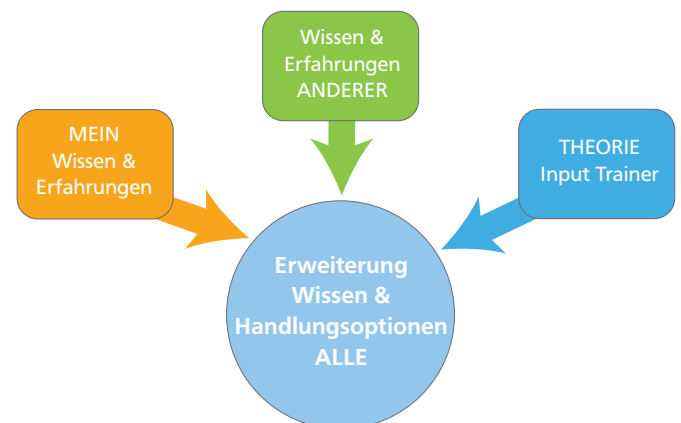 Wissen &
Erfahrungen
ANDERER
MEIN
Wissen &
Erfahrungen
THEORIE
Input Trainer
Erweiterung
Wissen &
Handlungsoptionen
ALLE